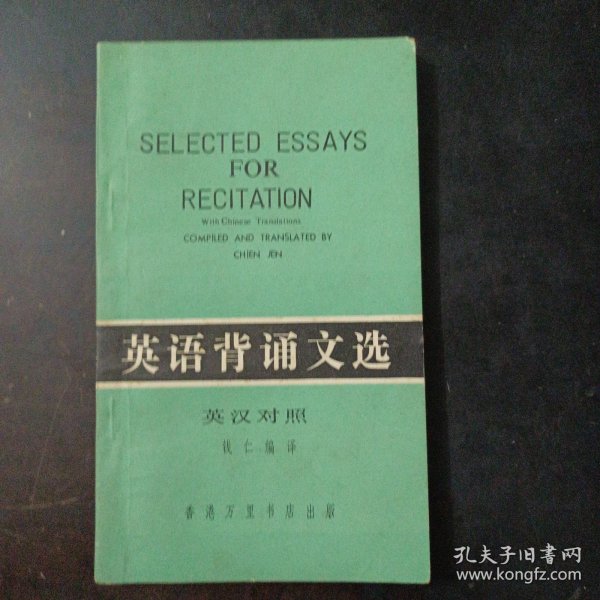 SELECTED ESSAYS
FOR
RECITATION
With Chinese Translations
COMPILED AND TRANSLATED BY
CHIEN JEN
英语背诵文选
英汉对照
钱仁编译
香港万里书店出版
孔夫子旧书网
www.kongfz.com